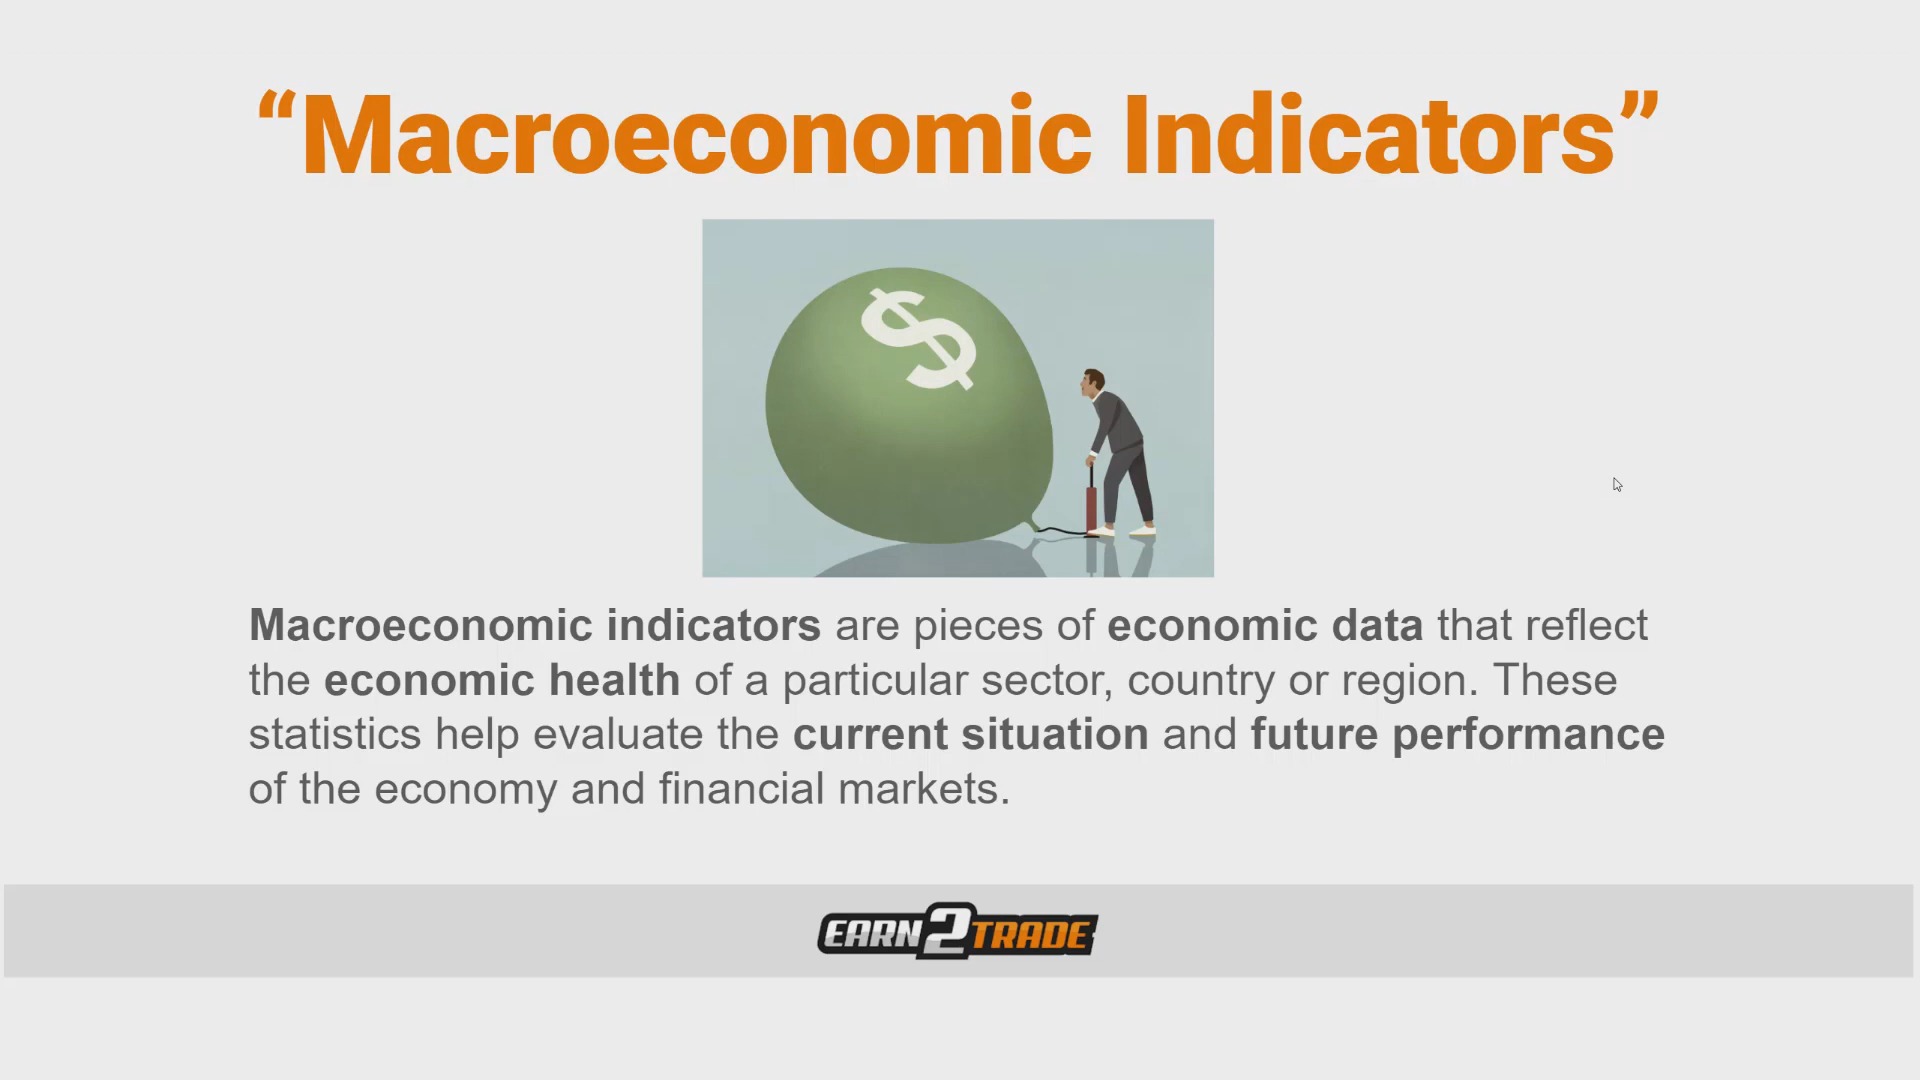 “Macroeconomic Indicators”
$
Macroeconomic indicators are pieces of economic data that reflect
the economic health of a particular sector, country or region. These
statistics help evaluate the current situation and future performance
of the economy and financial markets.
EARN2TRADE